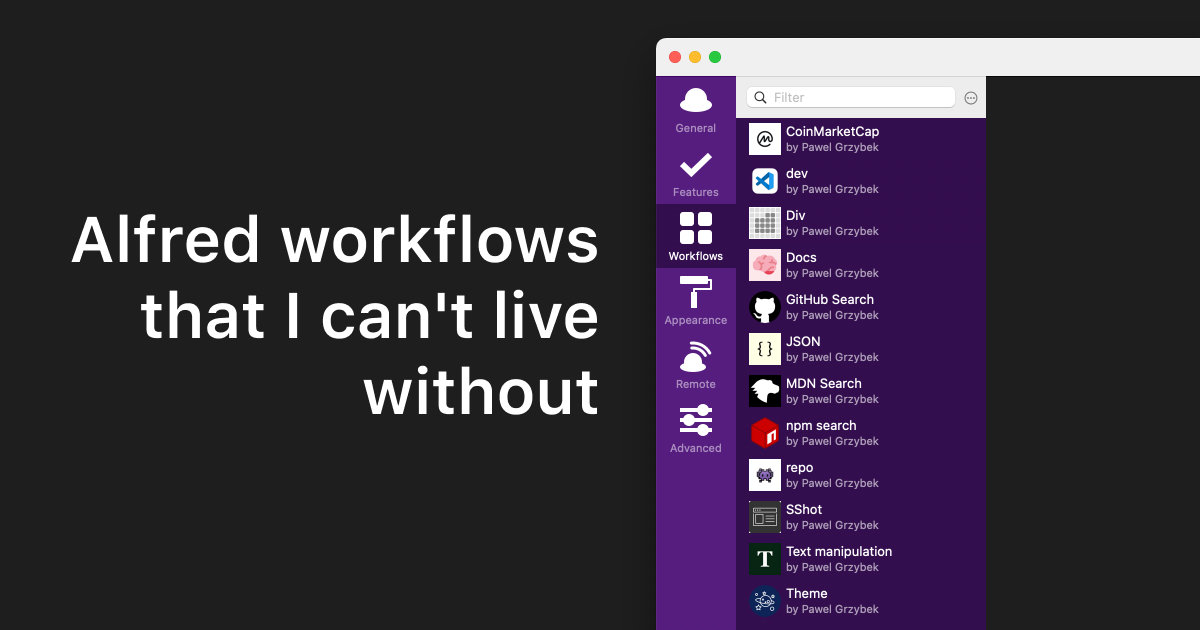 Alfred workflows
that I can't live
without
General
Features
Workflows
Appearance
Remote
Advanced
Filter
CoinMarketCap
by Pawel Grzybek
dev
by Pawel Grzybek
Div
by Pawel Grzybek
Docs
by Pawel Grzybek
GitHub Search
by Pawel Grzybek
{ }
JSON
by Pawel Grzybek
MDN Search
by Pawel Grzybek
npm search
by Pawel Grzybek
repo
by Pawel Grzybek
SShot
by Pawel Grzybek
T
Text manipulation
by Pawel Grzybek
Theme
by Pawel Grzybek